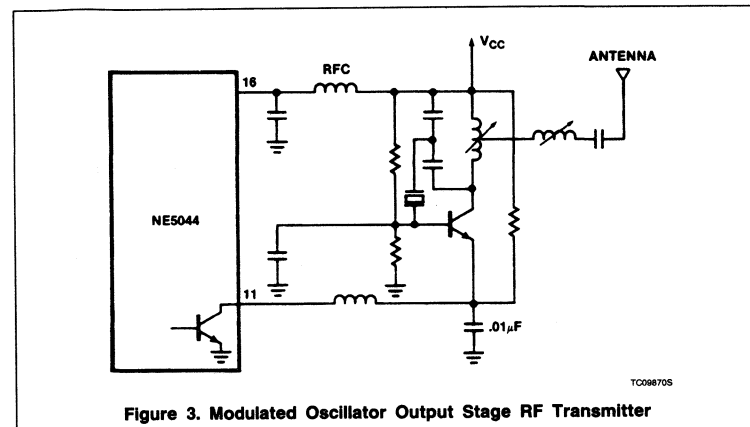 VCC
ANTENNA
RFC
16
NE5044
11
.01μF
TC09870S
Figure 3. Modulated Oscillator Output Stage RF Transmitter